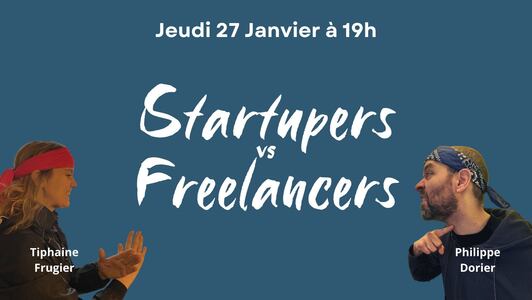 Jeudi 27 Janvier à 19h
Startupers
vs
Freelancers
Tiphaine
Frugier
Philippe
Dorier